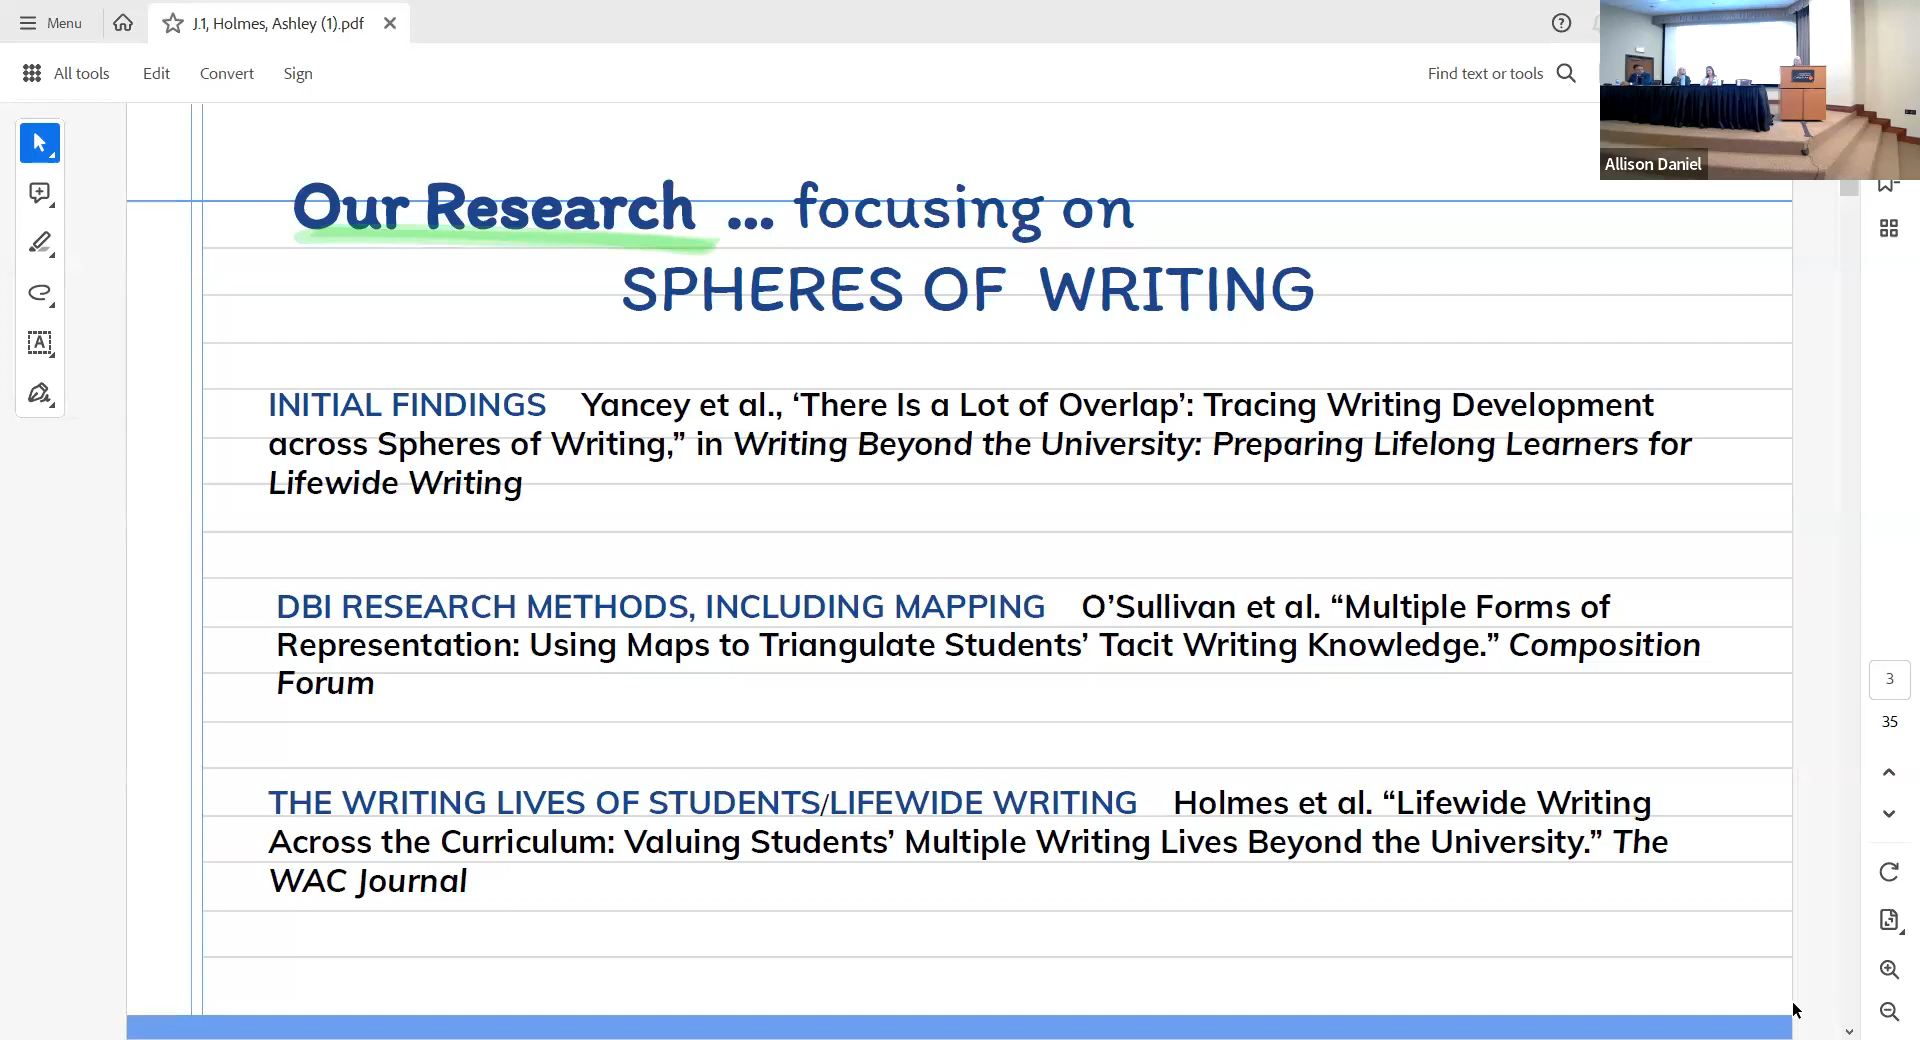 Menu
J.1, Holmes, Ashley (1).pdf
All tools
Edit
Convert
Sign
Find text or tools
Allison Daniel
Our Research ... focusing on
SPHERES OF WRITING
INITIAL FINDINGS Yancey et al., ‘There Is a Lot of Overlap’: Tracing Writing Development
across Spheres of Writing,” in Writing Beyond the University: Preparing Lifelong Learners for
Lifewide Writing
DBI RESEARCH METHODS, INCLUDING MAPPING O’Sullivan et al. “Multiple Forms of
Representation: Using Maps to Triangulate Students’ Tacit Writing Knowledge.” Composition
Forum
THE WRITING LIVES OF STUDENTS/LIFEWIDE WRITING Holmes et al. “Lifewide Writing
Across the Curriculum: Valuing Students’ Multiple Writing Lives Beyond the University.” The
WAC Journal
3
35